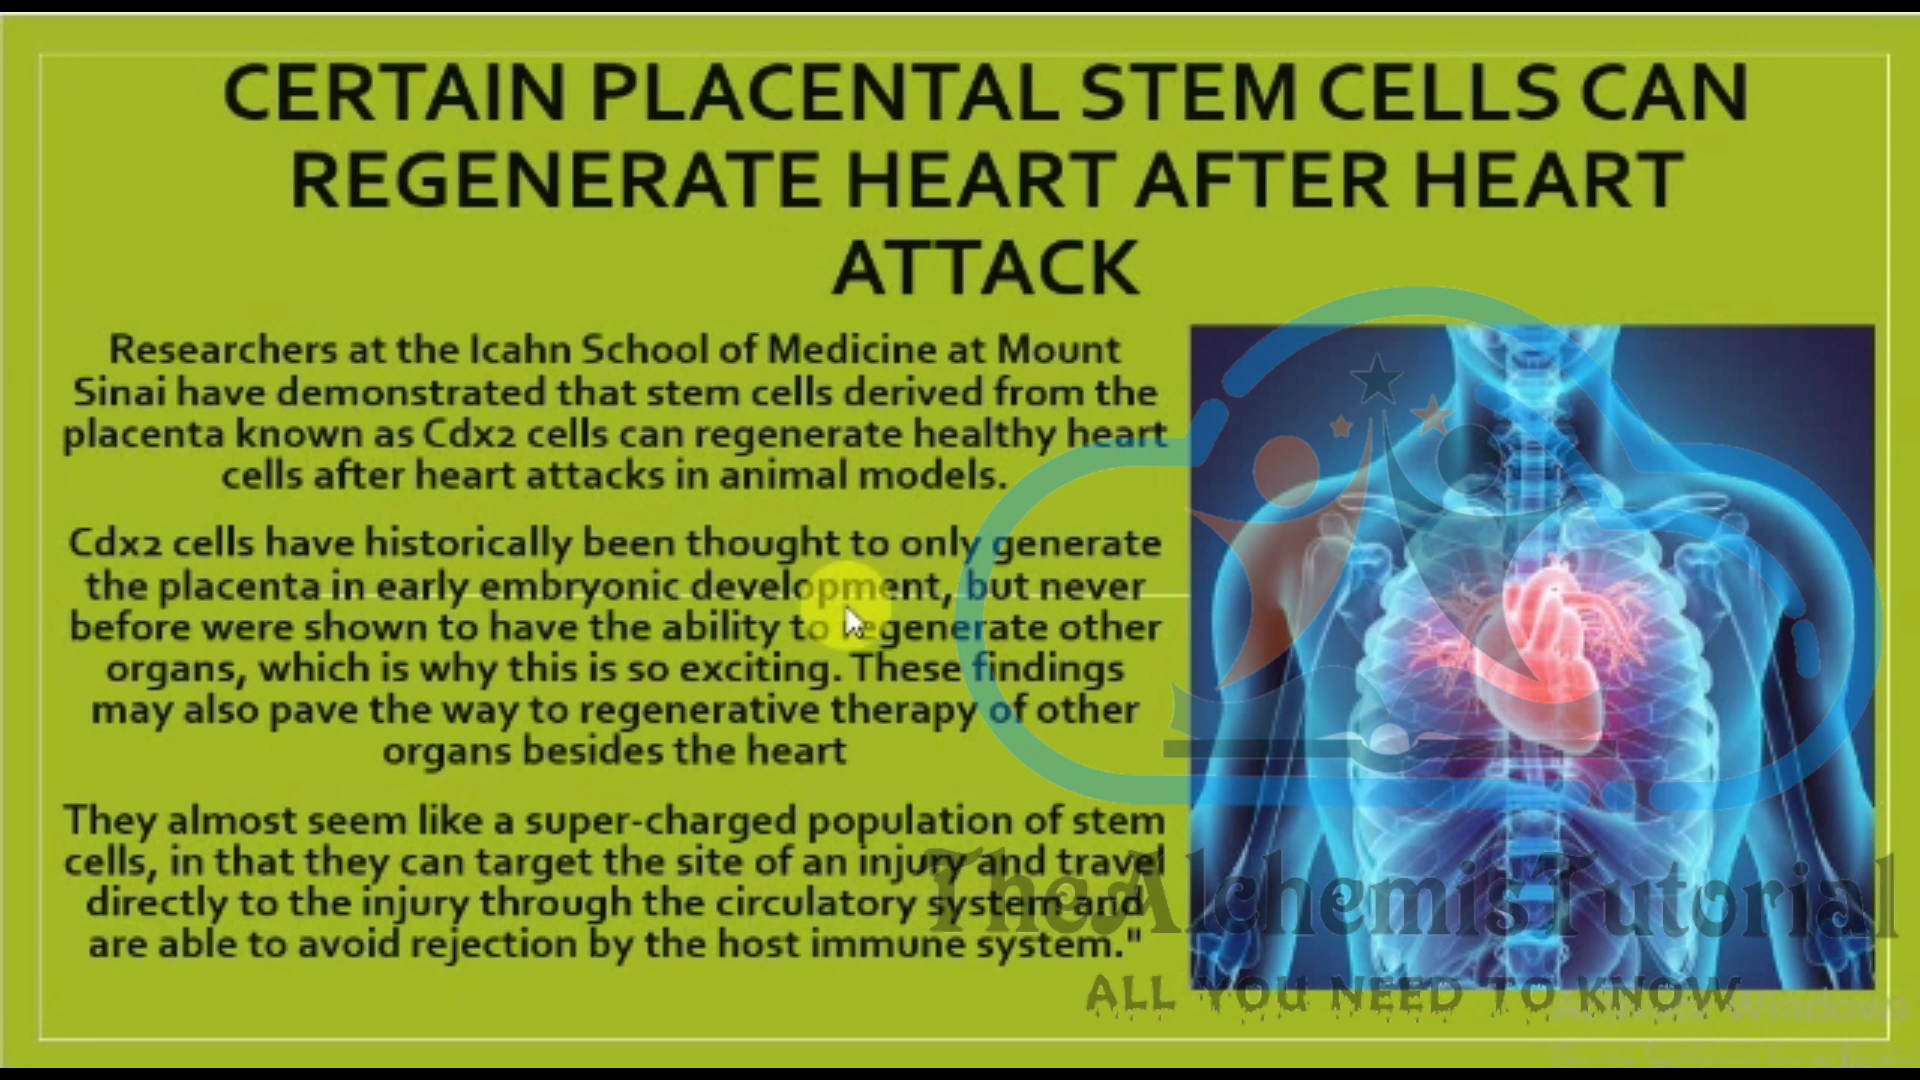 CERTAIN PLACENTAL STEM CELLS CAN
REGENERATE HEART AFTER HEART
ATTACK
Researchers at the Icahn School of Medicine at Mount
Sinai have demonstrated that stem cells derived from the
placenta known as Cdx2 cells can regenerate healthy heart
cells after heart attacks in animal models.
Cdx2 cells have historically been thought to only generate
the placenta in early embryonic development, but never
before were shown to have the ability to regenerate other
organs, which is why this is so exciting. These findings
may also pave the way to regenerative therapy of other
organs besides the heart
They almost seem like a super-charged population of stem
cells, in that they can target the site of an injury and travel
directly to the injury through the circulatory system and
are able to avoid rejection by the host immune system."
TheAlchemisTutorial
ALL YOU NEED TO KNOW
Activate Windows